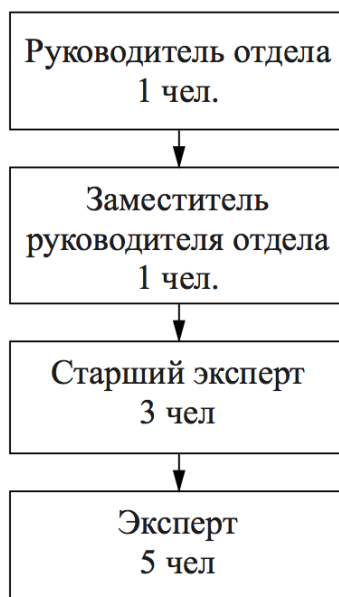 Руководитель отдела
1 чел.
Заместитель
руководителя отдела
1 чел.
Старший эксперт
3 чел
Эксперт
5 чел